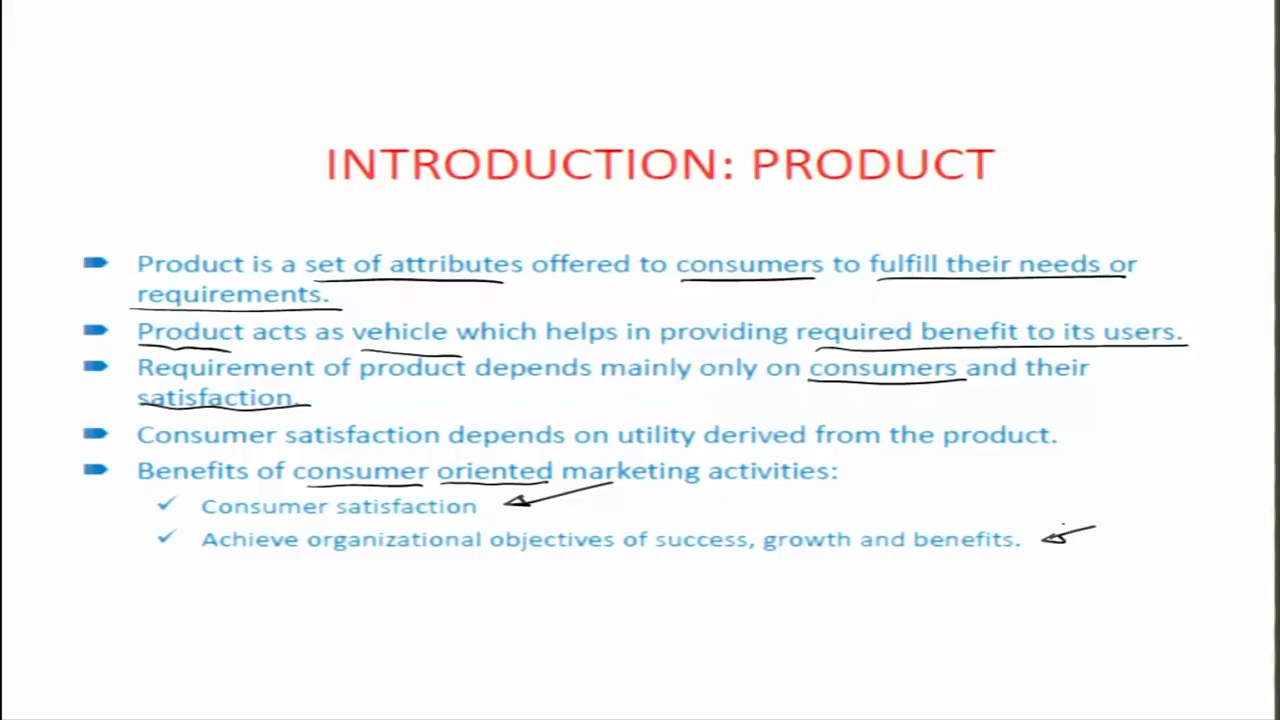 INTRODUCTION: PRODUCT
Product is a set of attributes offered to consumers to fulfill their needs or
requirements.
Product acts as vehicle which helps in providing required benefit to its users.
Requirement of product depends mainly only on consumers and their
satisfaction.
Consumer satisfaction depends on utility derived from the product.
Benefits of consumer oriented marketing activities:
Consumer satisfaction
Achieve organizational objectives of success, growth and benefits.